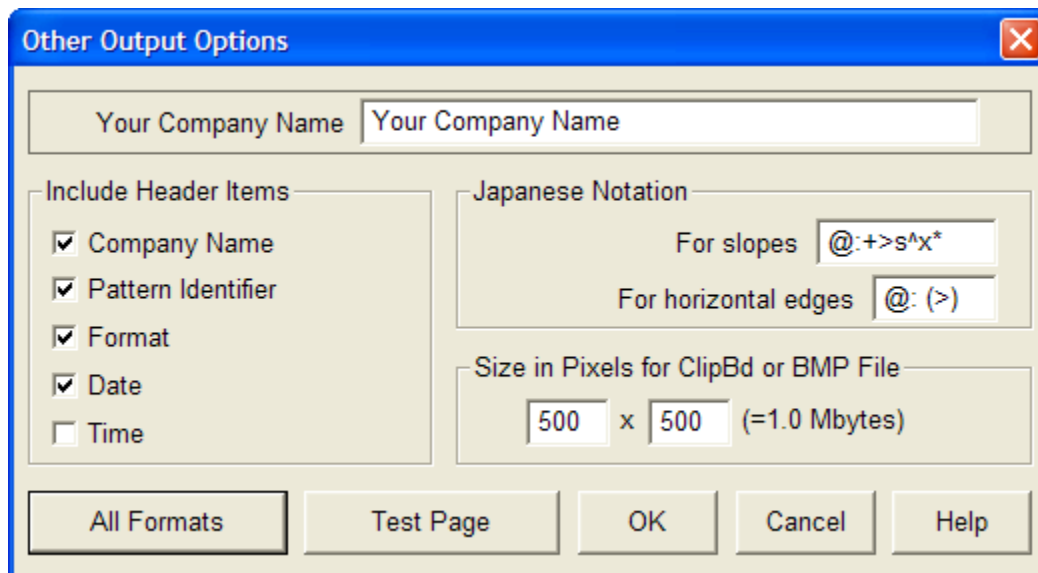 Other Output Options
Your Company Name
Your Company Name
Include Header Items
Company Name
Pattern Identifier
Format
Date
Time
Japanese Notation
For slopes @:+>s^x*
For horizontal edges @: (>)
Size in Pixels for ClipBd or BMP File
500 x 500 (=1.0 Mbytes)
All Formats
Test Page
OK
Cancel
Help